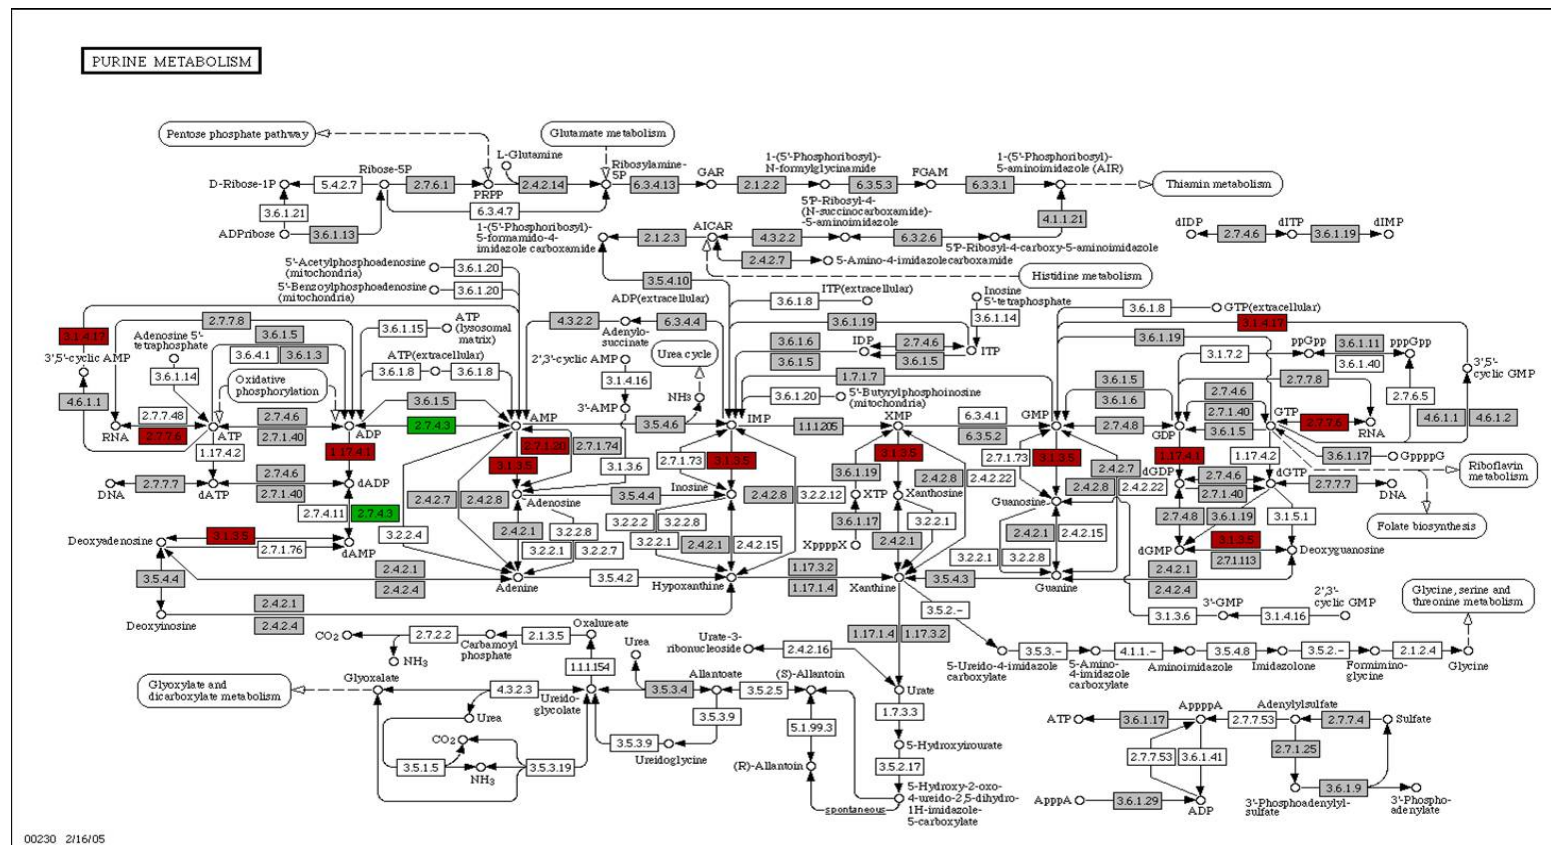 PURINE METABOLISM
Pentose phosphate pathway
Glutamate metabolism
L-Glutamine
D-Ribose-1P
5.4.2.7
Ribose-5P
2.7.6.1
PRPP
2.4.2.14
Ribosylamine-
5P
6.3.4.13
GAR
2.1.2.2
1-(5'-Phosphoribosyl)-
N-formylglycinamide
6.3.5.3
FGAM
6.3.3.1
1-(5'-Phosphoribosyl)-
5-aminoimidazole (AIR)
Thiamin metabolism
3.6.1.21
6.3.4.7
ADPribose
3.6.1.13
1-(5'-Phosphoribosyl)-
5-formamido-4-
imidazole carboxamide
2.1.2.3
AICAR
4.3.2.2
5'P-Ribosyl-4-
(N-succinocarboxamide)-
5-aminoimidazole
6.3.2.6
4.1.1.21
5'P-Ribosyl-4-carboxy-5-aminoimidazole
2.4.2.7
5-Amino-4-imidazolecarboxamide
Histidine metabolism
dIDP
2.7.4.6
dITP
3.6.1.19
dIMP
5'-Acetylphosphoadenosine
(mitochondria)
3.6.1.20
5'-Benzoylphosphoadenosine
(mitochondria)
3.6.1.20
3.5.4.10
ADP(extracellular)
ITP(extracellular)
3.6.1.8
Inosine
5'-tetraphosphate
3.6.1.14
3.6.1.8
GTP(extracellular)
3.1.4.17
3.1.4.17
2.7.7.8
3'5'-cyclic AMP
Adenosine 5'-
tetraphosphate
3.6.1.5
3.6.4.1
3.6.1.3
3.6.1.15
ATP
(lysosomal
matrix)
4.3.2.2
Adenylo-
succinate
6.3.4.4
3.6.1.19
3.6.1.6
IDP
2.7.4.6
ITP
3.6.1.5
3.6.1.5
3.6.1.19
3.1.7.2
ppGpp
3.6.1.11
pppGpp
3.6.1.40
3'5'-
cyclic GMP
3.6.1.14
Oxidative
phosphorylation
ATP(extracellular)
3.6.1.8
3.6.1.8
2',3'-cyclic AMP
3.1.4.16
Urea cycle
1.7.1.7
3.6.1.20
5'-Butyrylphosphoinosine
(mitochondria)
3.6.1.5
3.6.1.6
2.7.4.6
2.7.7.8
2.7.6.5
4.6.1.1
3.6.1.5
3'-AMP
NH3
2.7.7.48
RNA
2.7.7.6
ATP
2.7.4.6
2.7.1.40
ADP
2.7.4.3
AMP
3.5.4.6
IMP
1.1.1.205
XMP
6.3.4.1
6.3.5.2
GMP
2.7.4.8
GDP
2.7.1.40
3.6.1.5
GTP
2.7.7.6
RNA
4.6.1.1
4.6.1.2
1.17.4.2
1.17.4.1
2.7.1.20
2.7.1.74
3.1.3.5
3.1.3.6
2.7.1.73
3.1.3.5
3.6.1.19
3.1.3.5
2.4.2.8
2.7.1.73
3.1.3.5
2.4.2.7
2.4.2.8
2.4.2.22
2.4.2.22
1.17.4.1
1.17.4.2
3.6.1.17
GppppG
Riboflavin
metabolism
DNA
2.7.7.7
dATP
2.7.4.6
2.7.1.40
dADP
2.4.2.7
2.4.2.8
Adenosine
3.5.4.4
Inosine
2.4.2.8
3.2.2.12
XTP
Xanthosine
Guanosine
dGDP
2.7.4.6
2.7.1.40
dGTP
2.7.7.7
DNA
2.7.4.11
2.7.4.3
3.2.2.4
2.4.2.1
3.2.2.8
3.2.2.1
3.2.2.7
3.2.2.2
3.2.2.8
3.2.2.1
2.4.2.1
2.4.2.15
3.6.1.17
XppppX
3.2.2.1
2.4.2.1
2.4.2.1
2.4.2.15
3.2.2.1
3.2.2.8
2.7.4.8
3.6.1.19
3.1.5.1
Folate biosynthesis
Deoxyadenosine
3.1.3.5
2.7.1.76
dAMP
dGMP
3.1.3.5
2.7.1.113
Deoxyguanosine
3.5.4.4
2.4.2.1
2.4.2.4
Adenine
3.5.4.2
Hypoxanthine
1.17.3.2
1.17.1.4
Xanthine
3.5.4.3
Guanine
2.4.2.1
2.4.2.4
Deoxyinosine
2.4.2.1
2.4.2.4
3.5.2.-
3.1.3.6
3'-GMP
3.1.4.16
2',3'-
cyclic GMP
Glycine, serine and
threonine metabolism
CO2
2.7.2.2
Carbamoyl
phosphate
2.1.3.5
Oxalureate
NH3
Urea
Urate-3-
ribonucleoside
2.4.2.16
1.17.1.4
1.17.3.2
5-Ureido-4-imidazole
carboxylate
3.5.3.-
5-Amino-
4-imidazole
carboxylate
4.1.1.-
Aminoimidazole
3.5.4.8
Imidazolone
3.5.2.-
Formimino-
glycine
2.1.2.4
Glycine
1.1.1.154
Glyoxylate and
dicarboxylate metabolism
Glyoxalate
4.3.2.3
Ureido-
glycolate
3.5.3.4
Allantoate
3.5.2.5
(S)-Allantoin
Urate
Urea
3.5.3.9
3.5.3.9
Ureidoglycine
5.1.99.3
1.7.3.3
5-Hydroxyisourate
CO2
3.5.1.5
NH3
3.5.3.19
(R)-Allantoin
3.5.2.17
5-Hydroxy-2-oxo-
4-ureido-2,5-dihydro-
1H-imidazole-
5-carboxylate
spontaneous
ATP
3.6.1.17
AppppA
2.7.7.53
Adenylylsulfate
2.7.7.4
Sulfate
2.7.7.53
3.6.1.41
2.7.1.25
ApppA
3.6.1.29
ADP
3'-Phosphoadenylyl-
sulfate
3.6.1.9
3'-Phospho-
adenylate
00230 2/16/05